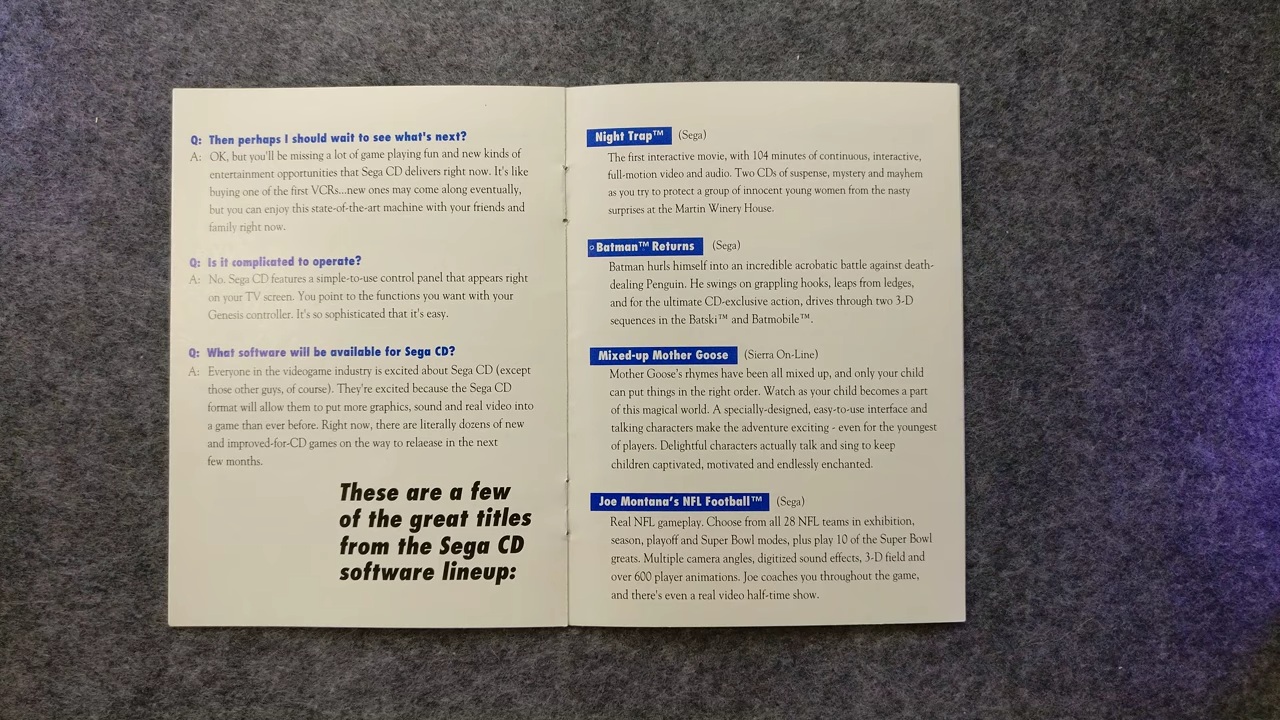 Q: Then perhaps I should wait to see what's next?
A: OK, but you'll be missing a lot of game playing fun and new kinds of
entertainment opportunities that Sega CD delivers right now. It's like
buying one of the first VCRs...new ones may come along eventually,
but you can enjoy this state-of-the-art machine with your friends and
family right now.
Q: Is it complicated to operate?
A: No. Sega CD features a simple-to-use control panel that appears right
on your TV screen. You point to the functions you want with your
Genesis controller. It's so sophisticated that it's easy.
Q: What software will be available for Sega CD?
A: Everyone in the videogame industry is excited about Sega CD (except
those other guys, of course). They're excited because the Sega CD
format will allow them to put more graphics, sound and real video into
a game than ever before. Right now, there are literally dozens of new
and improved-for-CD games on the way to relaease in the next
few months.
These are a few
of the great titles
from the Sega CD
software lineup:
Night Trap™ (Sega)
The first interactive movie, with 104 minutes of continuous, interactive,
full-motion video and audio. Two CDs of suspense, mystery and mayhem
as you try to protect a group of innocent young women from the nasty
surprises at the Martin Winery House.
Batman™ Returns (Sega)
Batman hurls himself into an incredible acrobatic battle against death-
dealing Penguin. He swings on grappling hooks, leaps from ledges,
and for the ultimate CD-exclusive action, drives through two 3-D
sequences in the Batski™ and Batmobile™.
Mixed-up Mother Goose (Sierra On-Line)
Mother Goose's rhymes have been all mixed up, and only your child
can put things in the right order. Watch as your child becomes a part
of this magical world. A specially-designed, easy-to-use interface and
talking characters make the adventure exciting - even for the youngest
of players. Delightful characters actually talk and sing to keep
children captivated, motivated and endlessly enchanted.
Joe Montana's NFL Football™ (Sega)
Real NFL gameplay. Choose from all 28 NFL teams in exhibition,
season, playoff and Super Bowl modes, plus play 10 of the Super Bowl
greats. Multiple camera angles, digitized sound effects, 3-D field and
over 600 player animations. Joe coaches you throughout the game,
and there's even a real video half-time show.